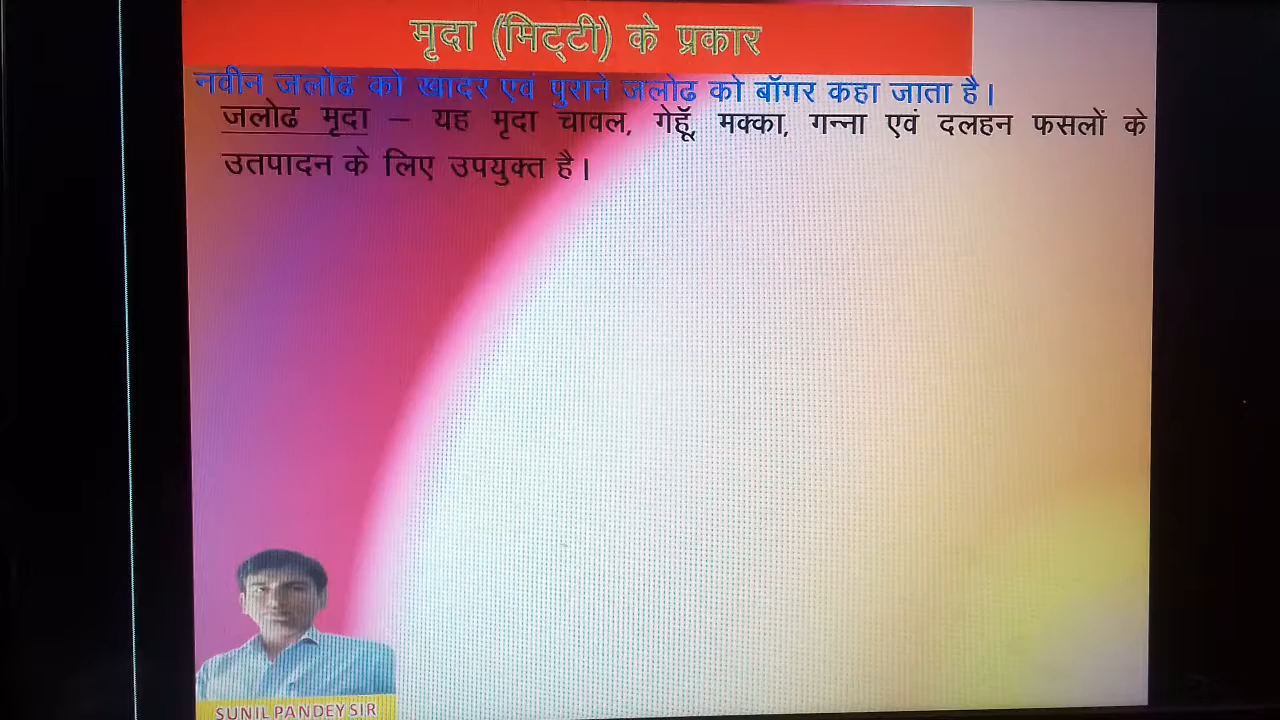 मृदा (मिट्टी) के प्रकार
नवीन जलोढ को खादर एवं पुराने जलोढ को बॉगर कहा जाता है।
जलोढ मृदा – यह मृदा चावल, गेहॅू, मक्का, गन्ना एवं दलहन फसलों के
उतपादन के लिए उपयुक्त है।
SUNIL PANDEY SIR